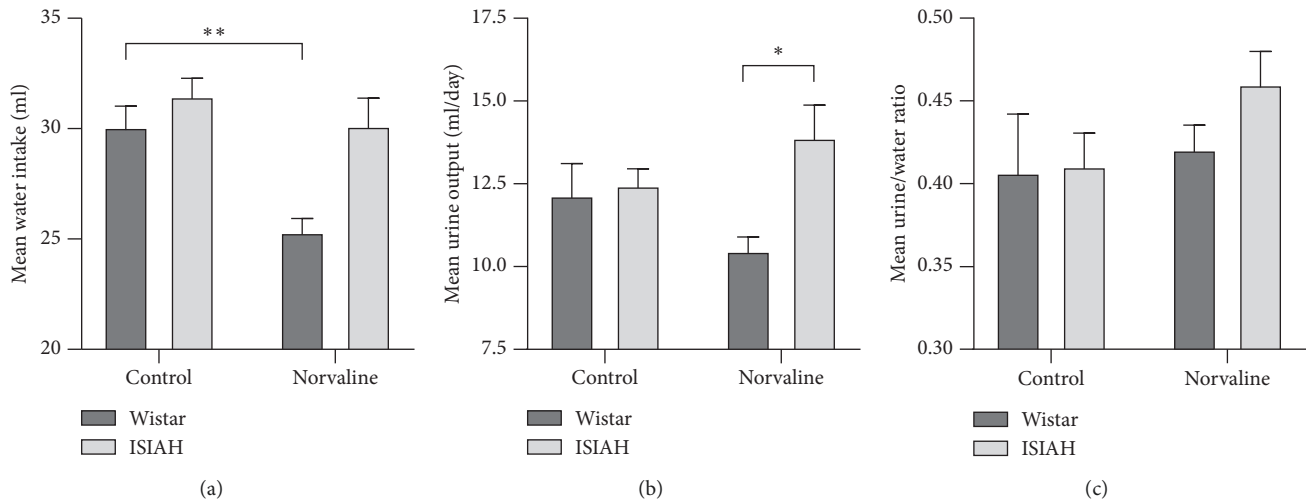 35
30
25
20
Mean water intake (ml)
**
Control
Norvaline
Wistar
ISIAH
(a)
17.5
15.0
12.5
10.0
7.5
Mean urine output (ml/day)
*
Control
Norvaline
Wistar
ISIAH
(b)
0.50
0.45
0.40
0.35
0.30
Mean urine/water ratio
Control
Norvaline
Wistar
ISIAH
(c)